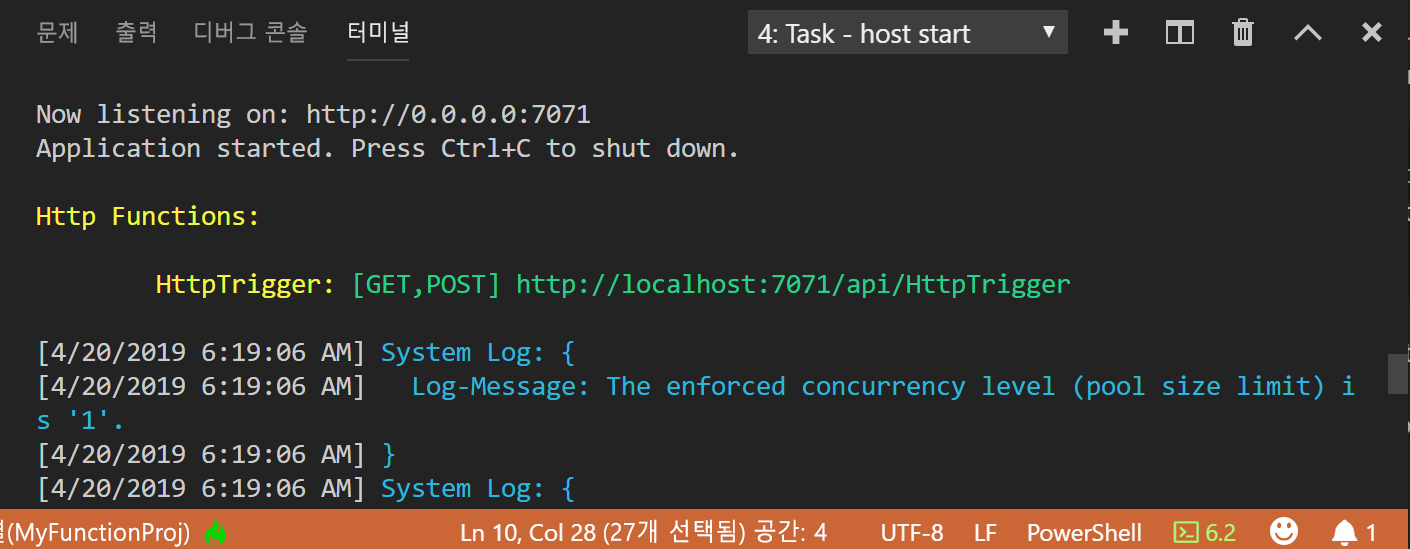 문제 출력 디버그 콘솔 터미널 4: Task - host start
Now listening on: http://0.0.0.0:7071
Application started. Press Ctrl+C to shut down.
Http Functions:
HttpTrigger: [GET,POST] http://localhost:7071/api/HttpTrigger
[4/20/2019 6:19:06 AM] System Log: {
[4/20/2019 6:19:06 AM]   Log-Message: The enforced concurrency level (pool size limit) i
s '1'.
[4/20/2019 6:19:06 AM] }
[4/20/2019 6:19:06 AM] System Log: {
(MyFunctionProj) Ln 10, Col 28 (27개 선택됨) 공간: 4 UTF-8 LF PowerShell 6.2 1